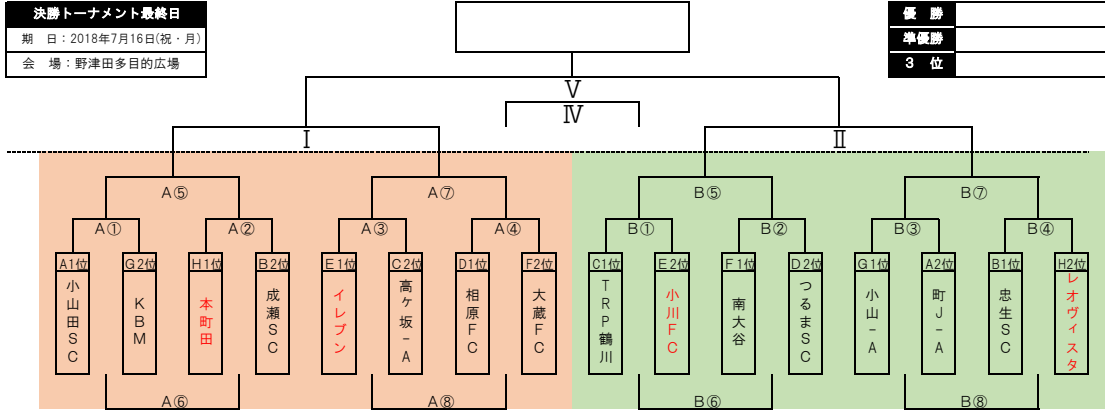 決勝トーナメント最終日
期　日：2018年7月16日(祝・月)
会　場：野津田多目的広場
優　勝
準優勝
３　位
Ⅴ
Ⅳ
Ⅰ
Ⅱ
A⑤
A⑦
B⑤
B⑦
A①
A②
A③
A④
B①
B②
B③
B④
A1位
G2位
H1位
B2位
E1位
C2位
D1位
F2位
C1位
E2位
F1位
D2位
G1位
A2位
B1位
H2位
小山田SC
KBM
本町田
成瀬SC
イレブン
高ヶ坂-A
相原FC
大蔵FC
TRP鶴川
小川FC
南大谷
つるまSC
小山-A
町J-A
忠生SC
レオヴィスタ
A⑥
A⑧
B⑥
B⑧